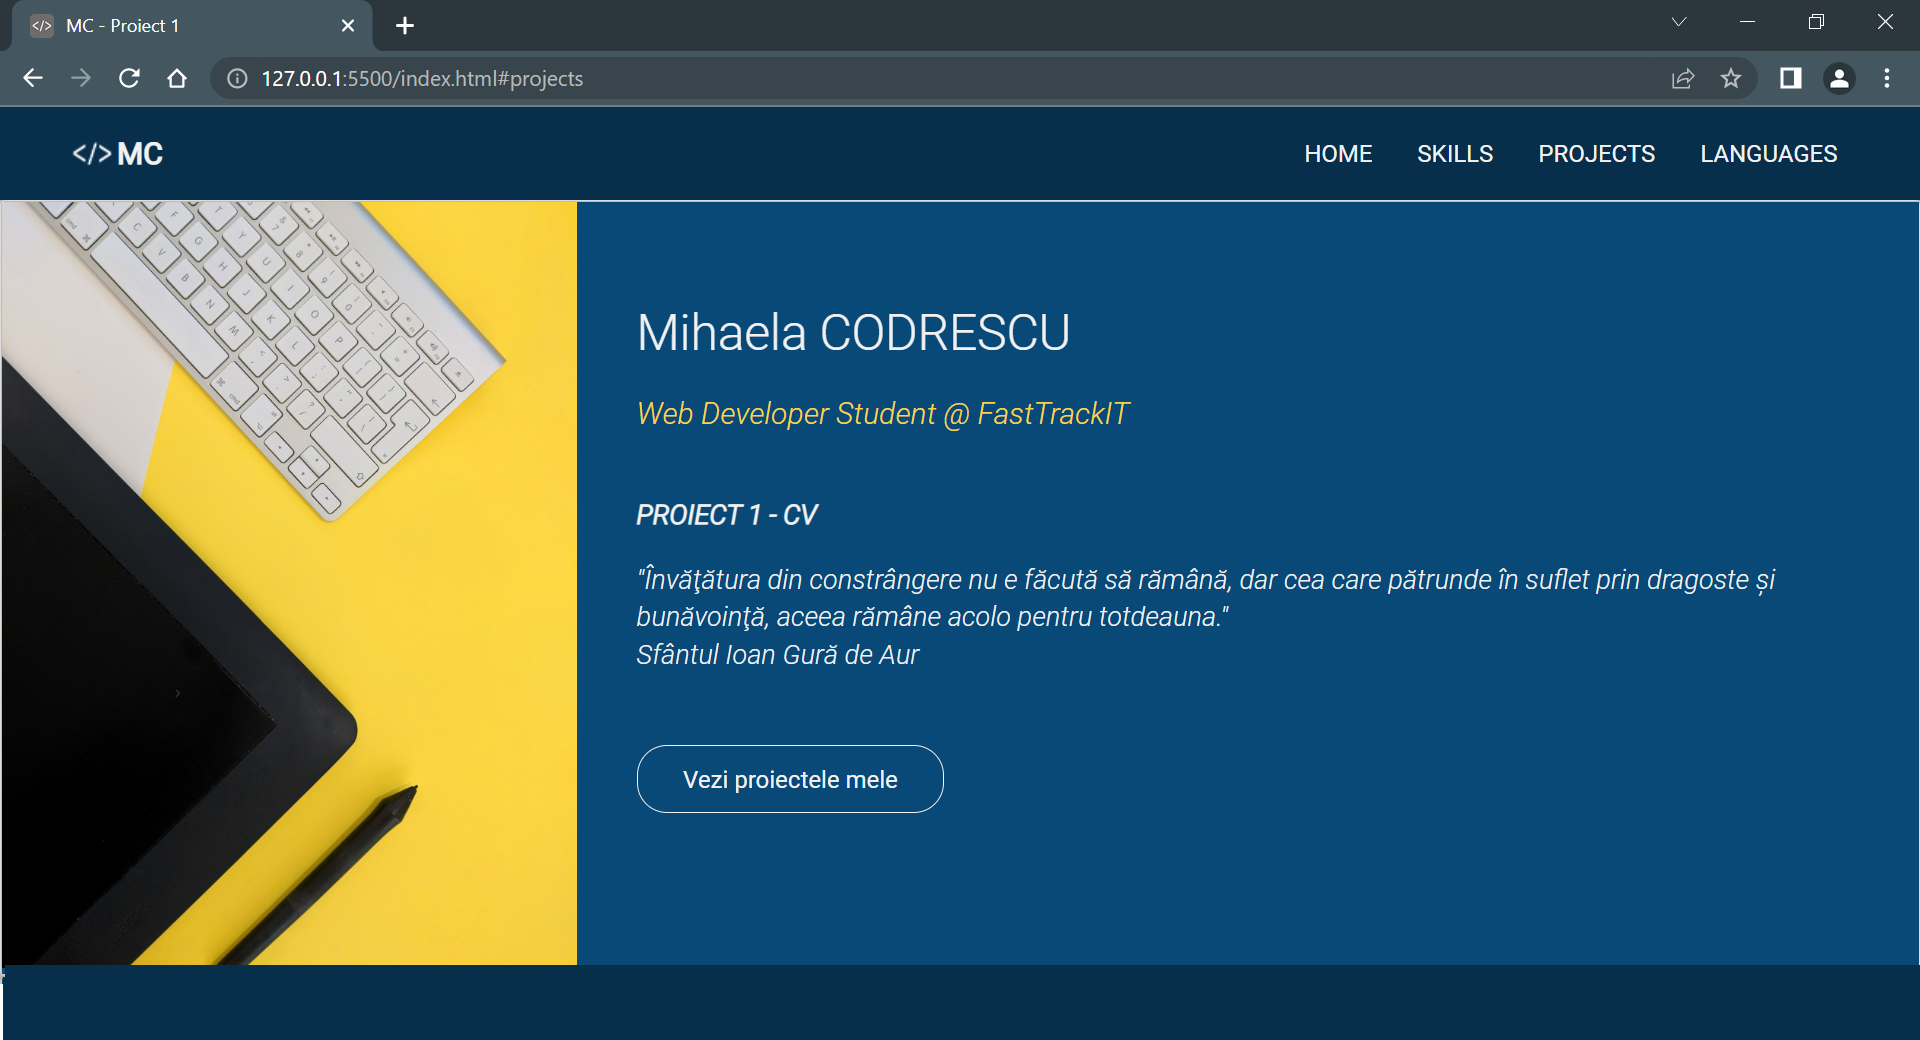 </> MC - Proiect 1
127.0.0.1:5500/index.html#projects
</> MC
HOME SKILLS PROJECTS LANGUAGES
Mihaela CODRESCU
Web Developer Student @ FastTrackIT
PROIECT 1 - CV
"Învăţătura din constrângere nu e făcută să rămână, dar cea care pătrunde în suflet prin dragoste și
bunăvoinţă, aceea rămâne acolo pentru totdeauna."
Sfântul Ioan Gură de Aur
Vezi proiectele mele